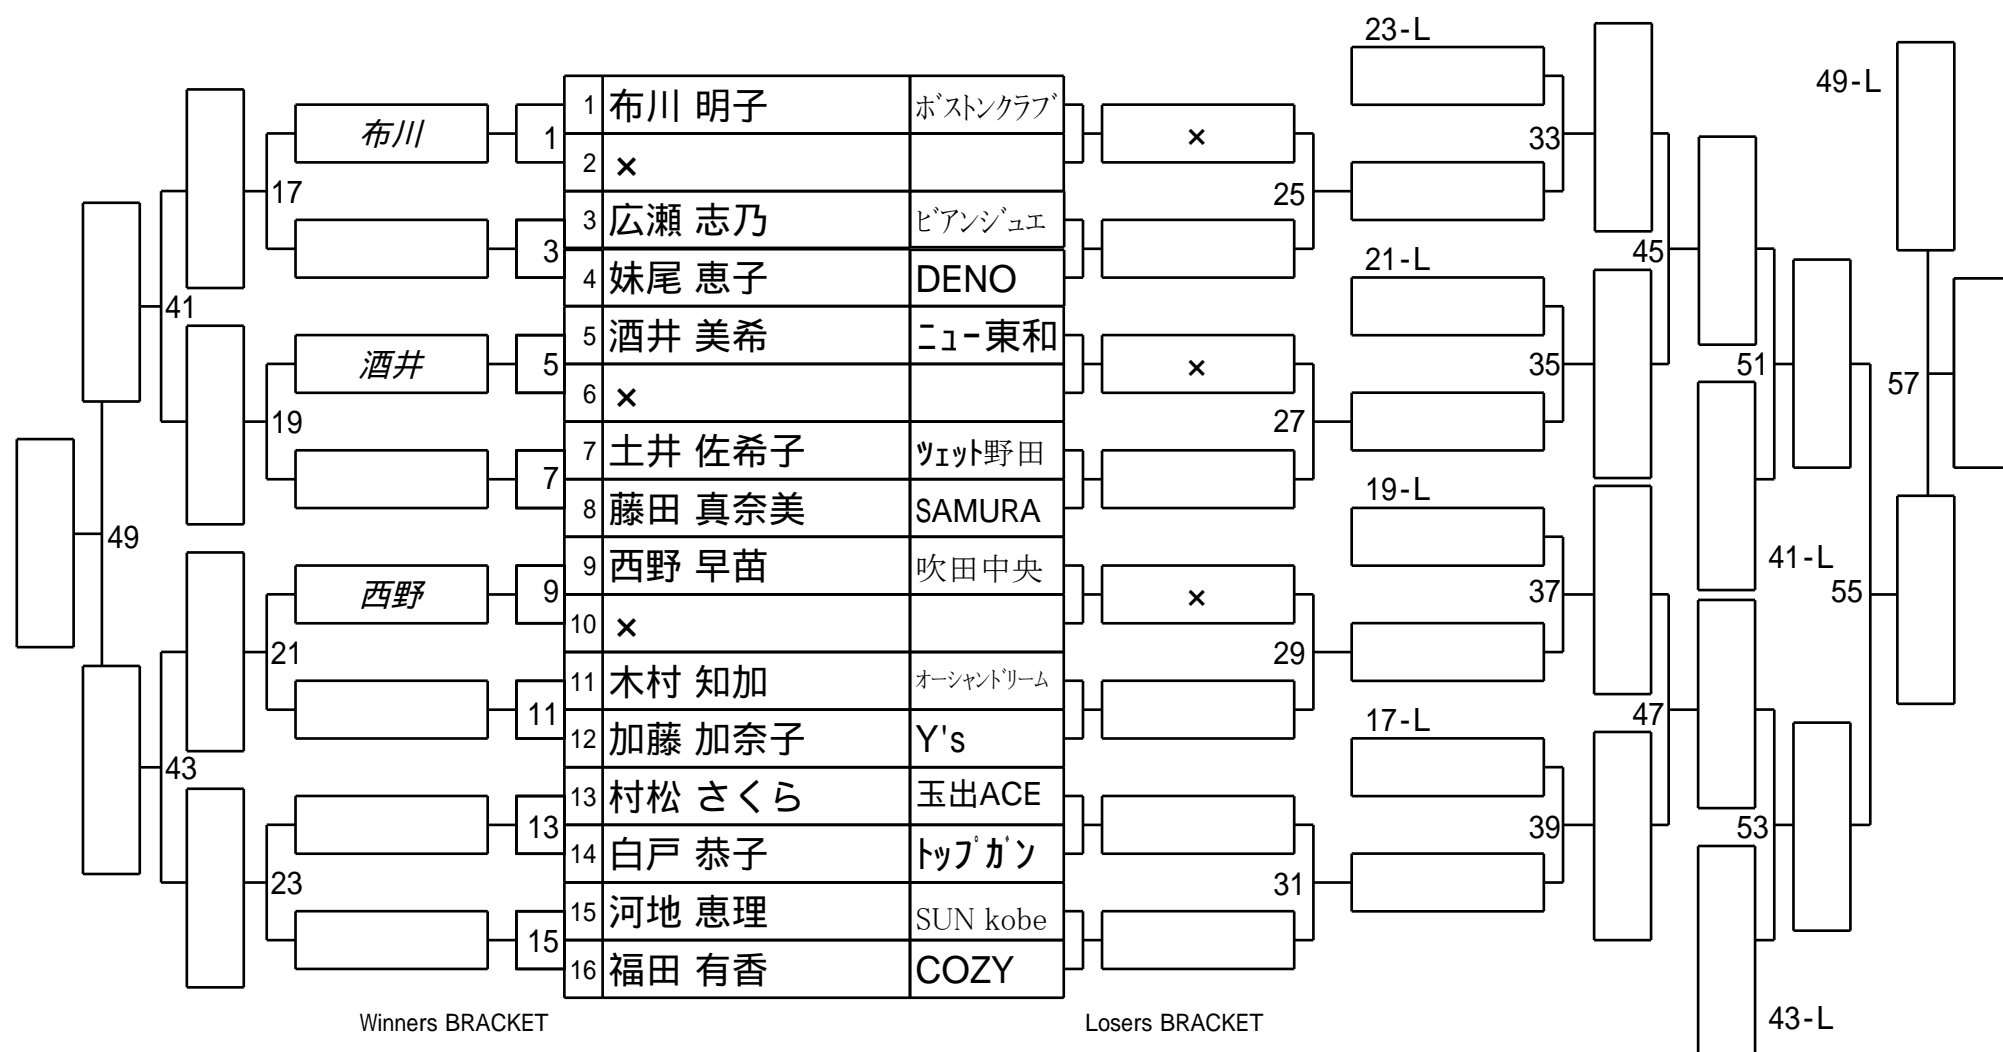 23-L
49-L
1 布川 明子 ボストンクラブ
布川
1
×
33
2 ×
17
25
3 広瀬 志乃 ビアンジュエ
3
45
4 妹尾 恵子 DENO
21-L
41
5 酒井 美希 ニュー東和
酒井
5
×
35
51
57
6 ×
19
27
7 土井 佐希子 ツェット野田
7
19-L
8 藤田 真奈美 SAMURA
49
9 西野 早苗 吹田中央
41-L
西野
9
×
37
55
10 ×
21
29
11 木村 知加 オーシャンドリーム
11
17-L
47
12 加藤 加奈子 Y's
43
13 村松 さくら 玉出ACE
13
39
53
14 白戸 恭子 トップガン
23
31
15 河地 恵理 SUN kobe
15
16 福田 有香 COZY
Winners BRACKET
Losers BRACKET
43-L